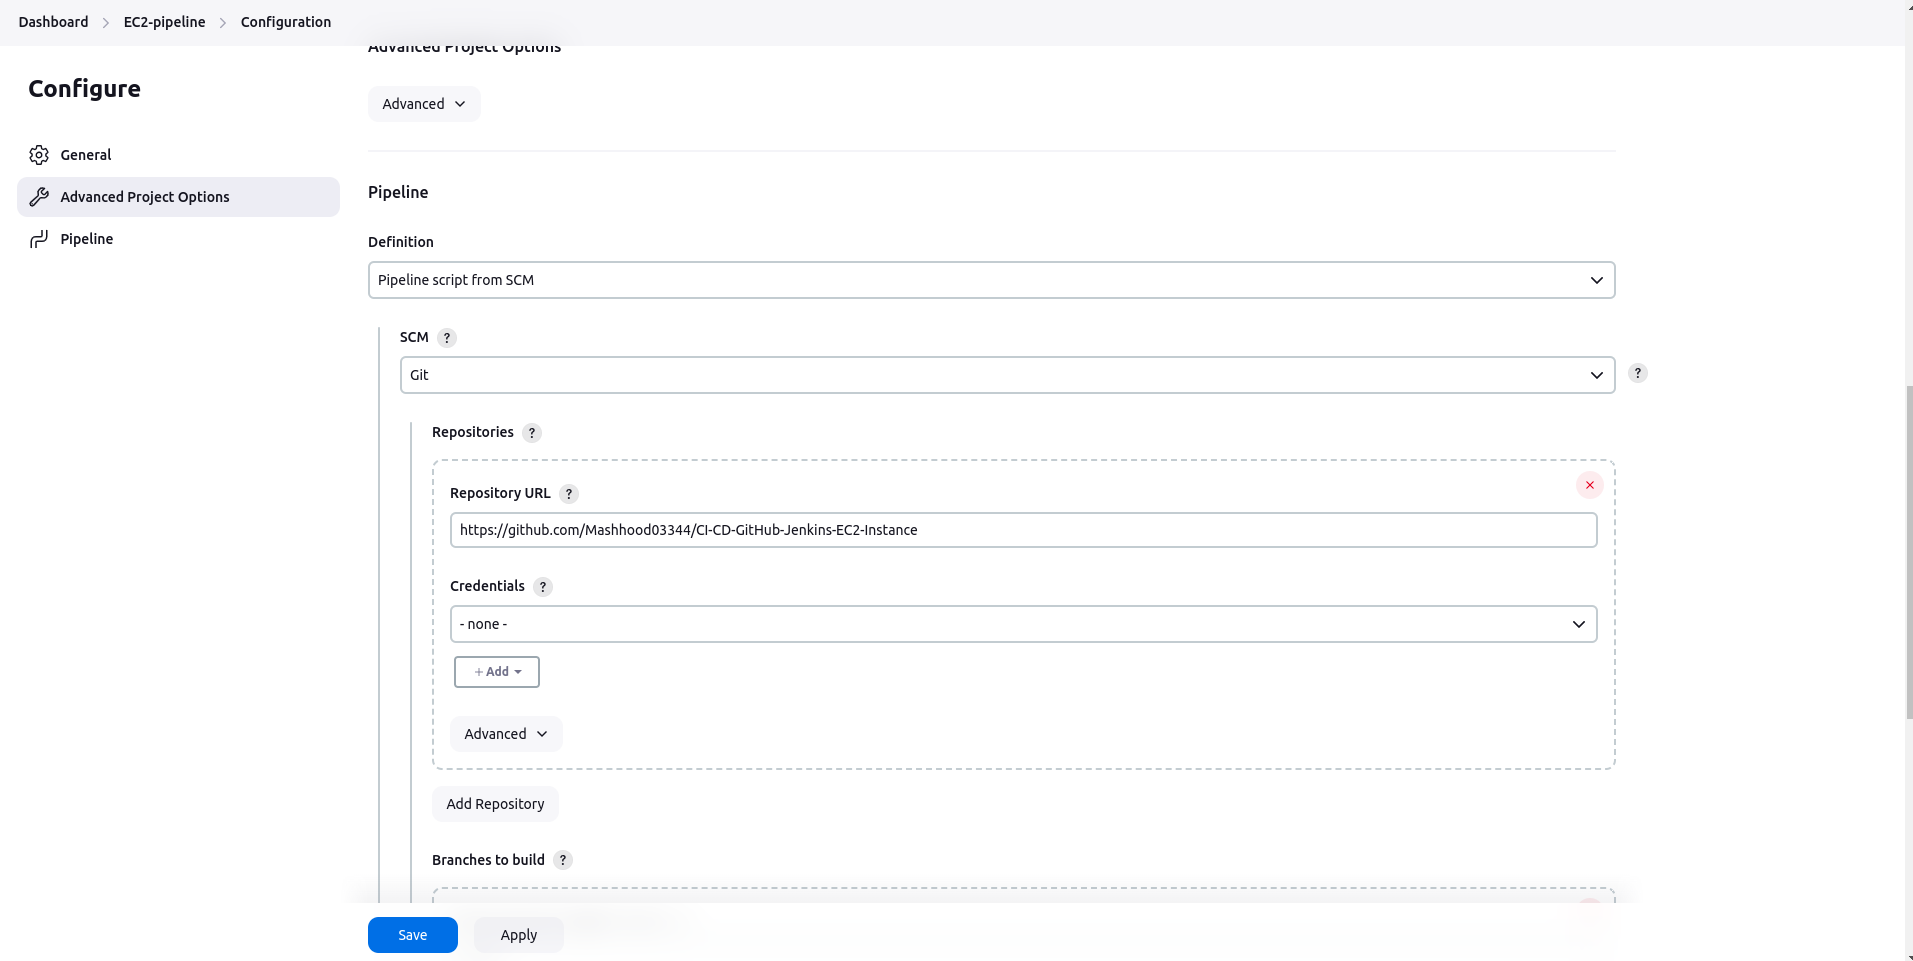 Dashboard > EC2-pipeline > Configuration
Configure
General
Advanced Project Options
Pipeline
Advanced Project Options
Advanced
Pipeline
Definition
Pipeline script from SCM
SCM ?
Git
?
Repositories ?
Repository URL ?
https://github.com/Mashhood03344/CI-CD-GitHub-Jenkins-EC2-Instance
Credentials ?
- none -
+ Add
Advanced
Add Repository
Branches to build ?
Save
Apply